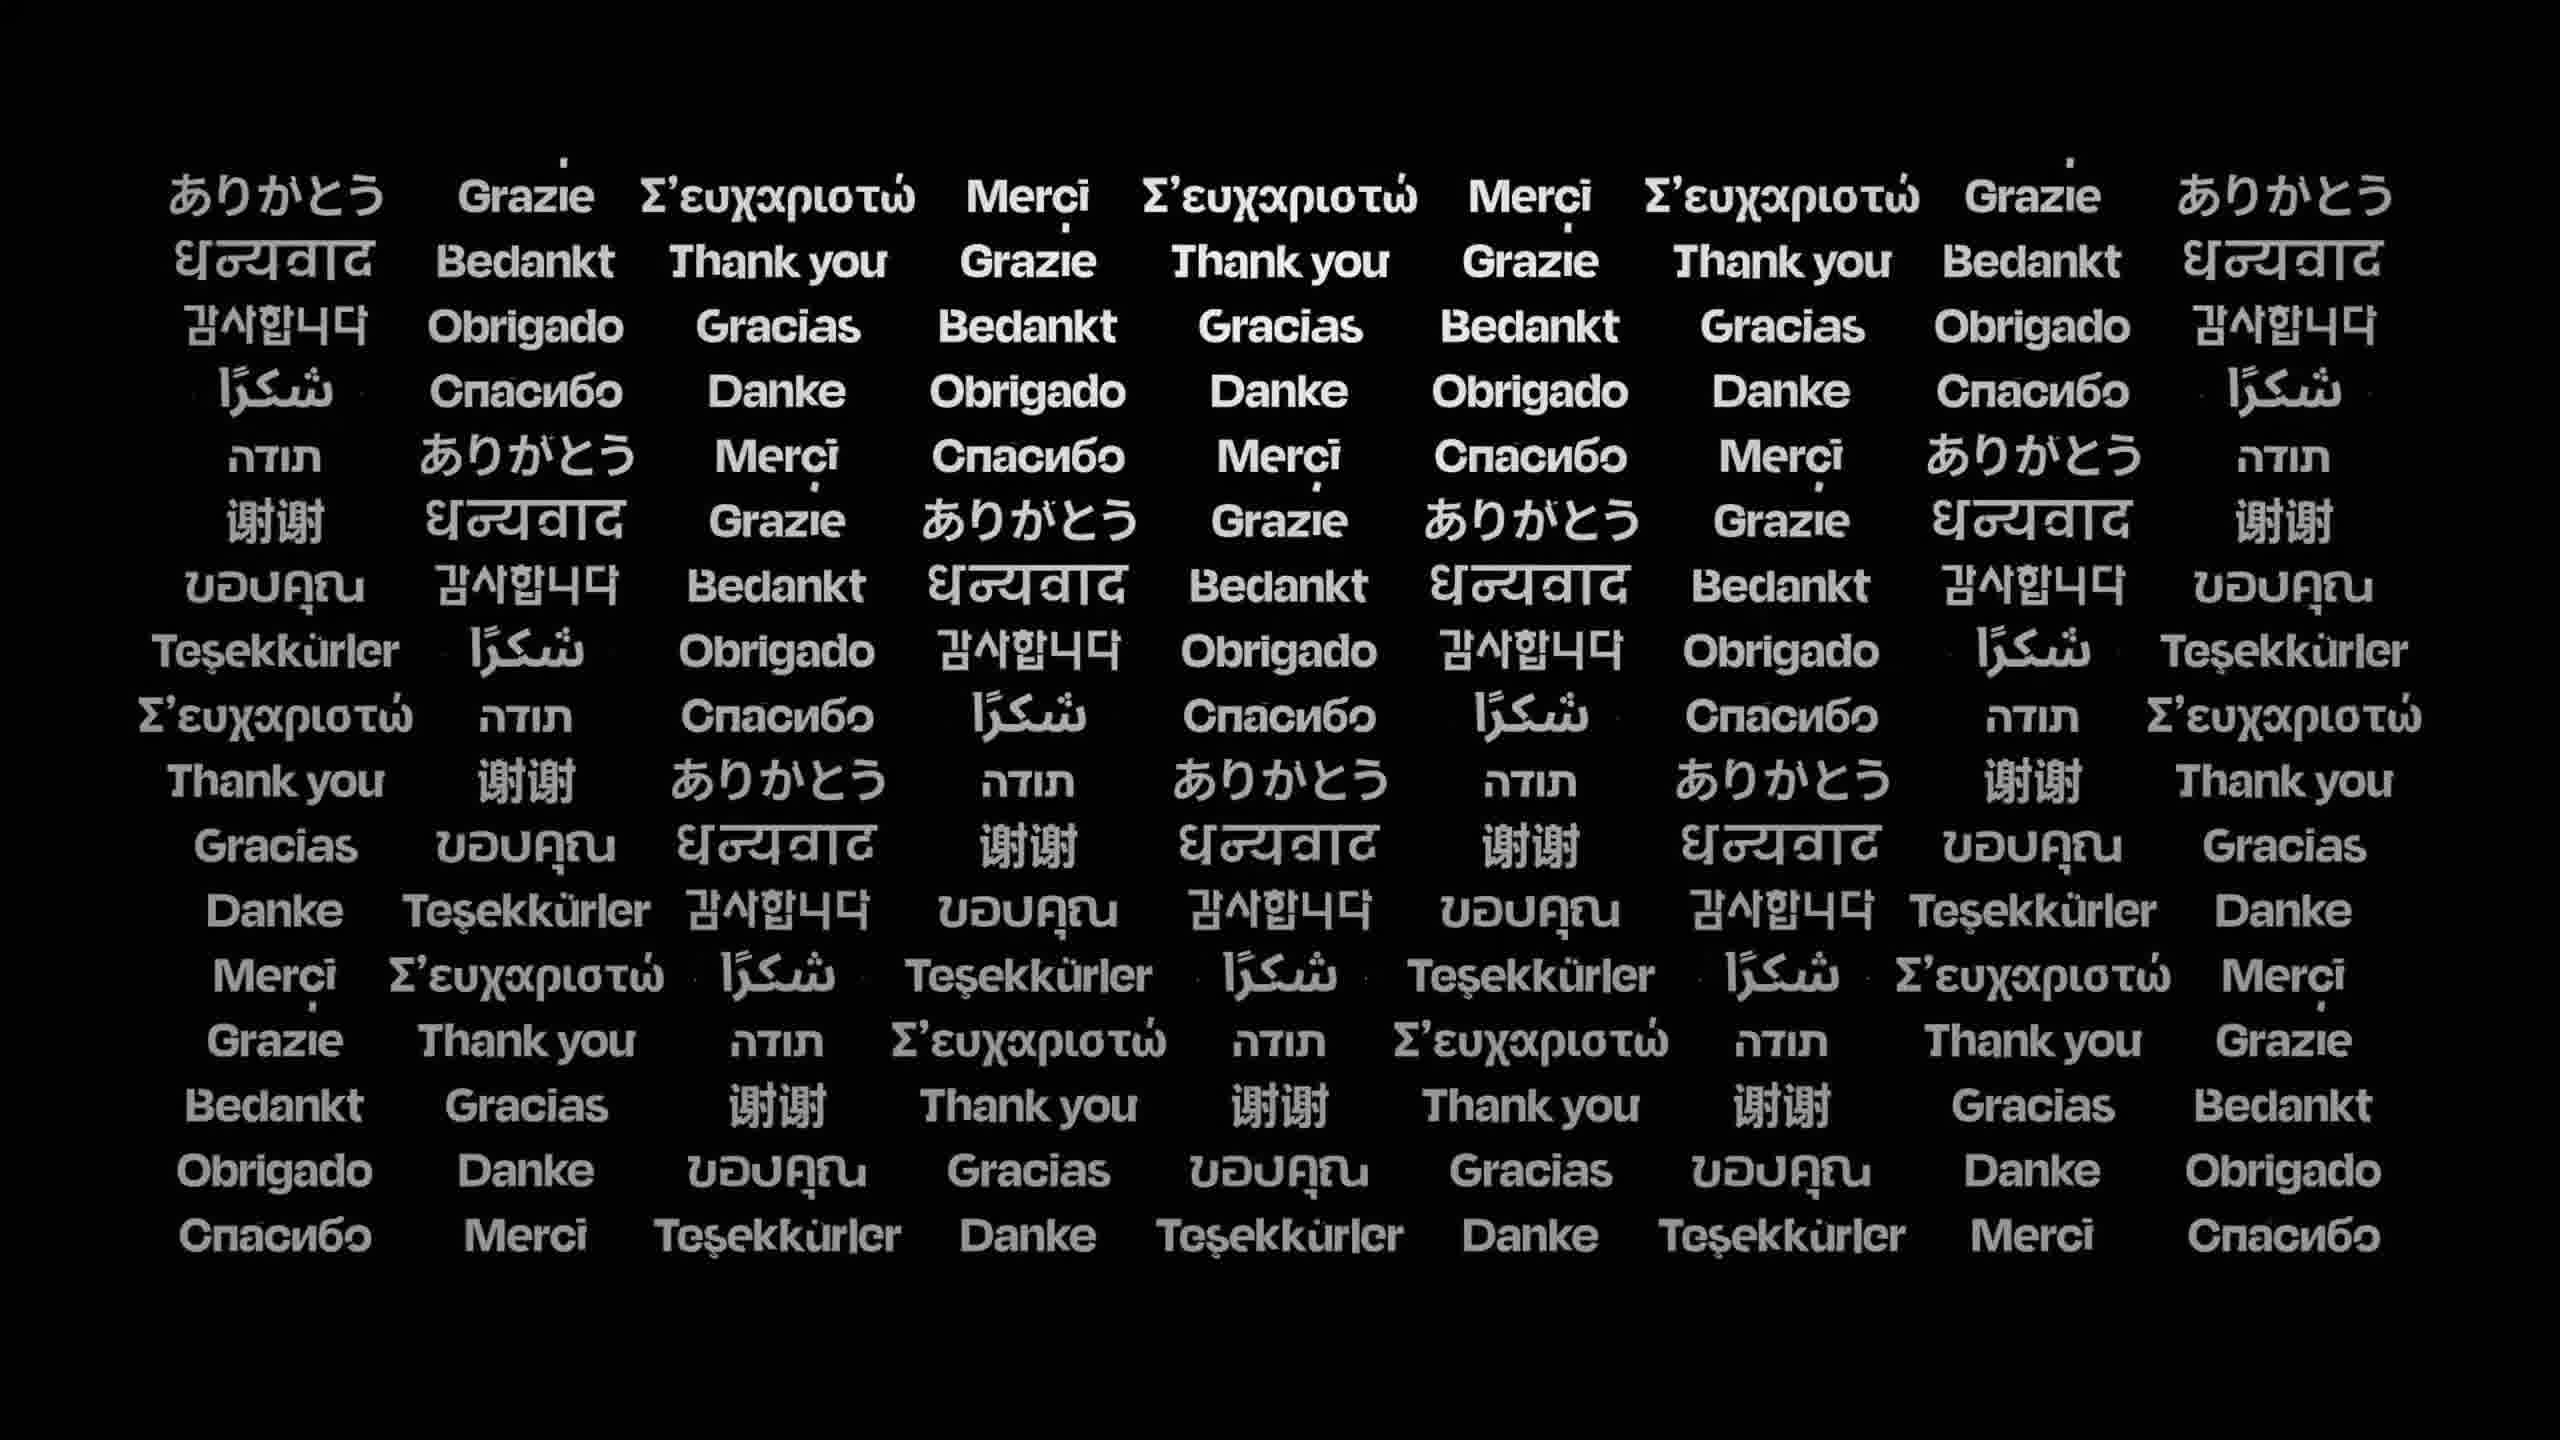 ありがとう Grazie Σ’ευχαριστώ Merci Σ’ευχαριστώ Merci Σ’ευχαριστώ Grazie ありがとう
धन्यवाद Bedankt Thank you Grazie Thank you Grazie Thank you Bedankt धन्यवाद
감사합니다 Obrigado Gracias Bedankt Gracias Bedankt Gracias Obrigado 감사합니다
شكرًا Спасибо Danke Obrigado Danke Obrigado Danke Спасибо شكرًا
תודה ありがとう Merci Спасибо Merci Спасибо Merci ありがとう תודה
谢谢 धन्यवाद Grazie ありがとう Grazie ありがとう Grazie धन्यवाद 谢谢
ขอบคุณ 감사합니다 Bedankt धन्यवाद Bedankt धन्यवाद Bedankt 감사합니다 ขอบคุณ
Teşekkürler شكرًا Obrigado 감사합니다 Obrigado 감사합니다 Obrigado شكرًا Teşekkürler
Σ’ευχαριστώ תודה Спасибо شكرًا Спасибо شكرًا Спасибо תודה Σ’ευχαριστώ
Thank you 谢谢 ありがとう תודה ありがとう תודה ありがとう 谢谢 Thank you
Gracias ขอบคุณ धन्यवाद 谢谢 धन्यवाद 谢谢 धन्यवाद ขอบคุณ Gracias
Danke Teşekkürler 감사합니다 ขอบคุณ 감사합니다 ขอบคุณ 감사합니다 Teşekkürler Danke
Merci Σ’ευχαριστώ شكرًا Teşekkürler شكرًا Teşekkürler شكرًا Σ’ευχαριστώ Merci
Grazie Thank you תודה Σ’ευχαριστώ תודה Σ’ευχαριστώ תודה Thank you Grazie
Bedankt Gracias 谢谢 Thank you 谢谢 Thank you 谢谢 Gracias Bedankt
Obrigado Danke ขอบคุณ Gracias ขอบคุณ Gracias ขอบคุณ Danke Obrigado
Спасибо Merci Teşekkürler Danke Teşekkürler Danke Teşekkürler Merci Спасибо